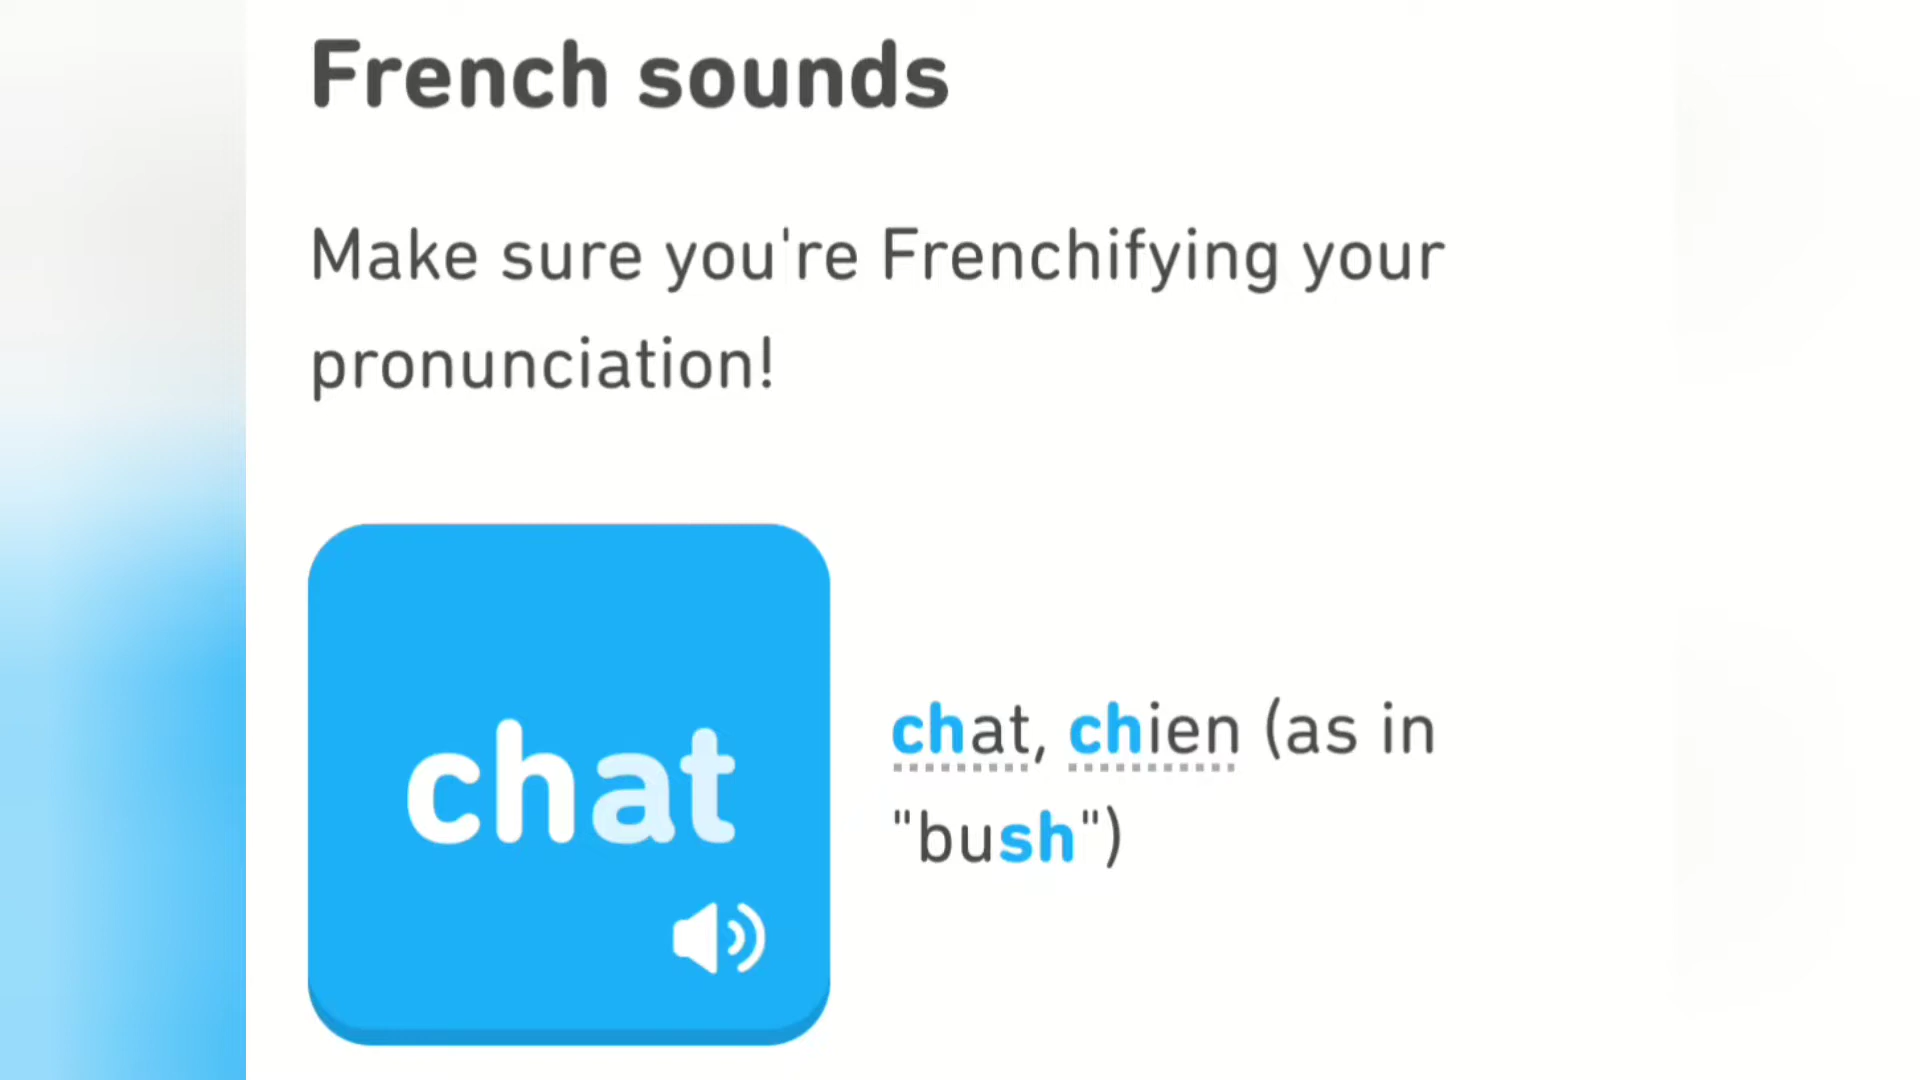 French sounds
Make sure you're Frenchifying your
pronunciation!
chat
chat, chien (as in
"bush")